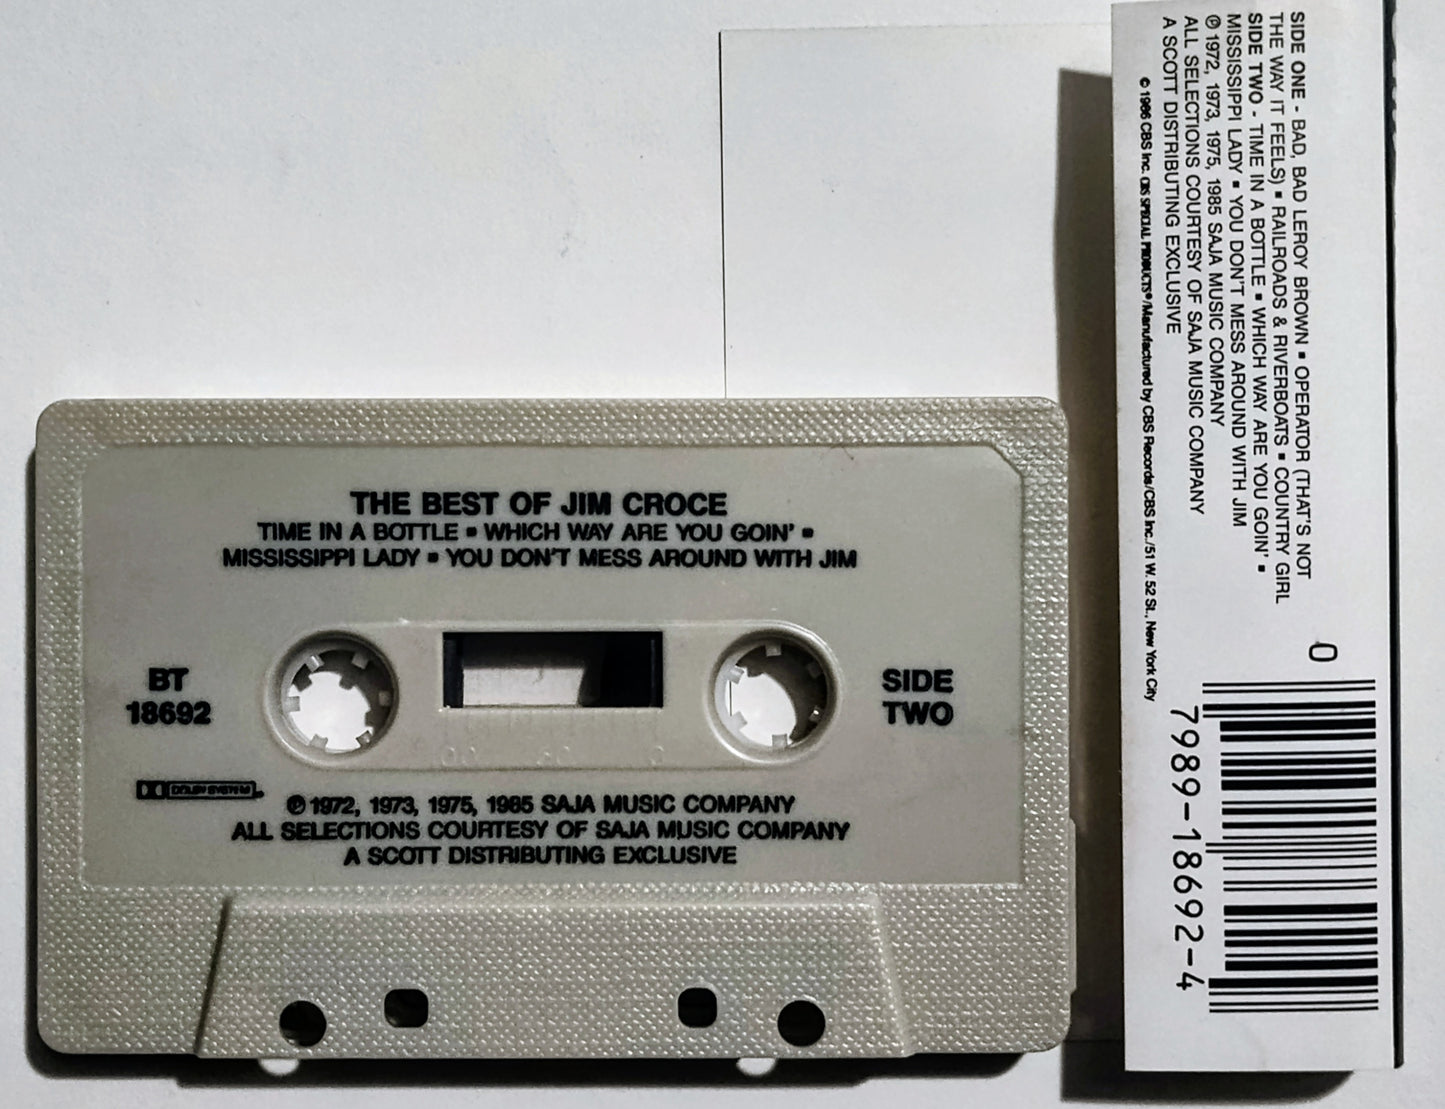 THE BEST OF JIM CROCE
TIME IN A BOTTLE ▪ WHICH WAY ARE YOU GOIN' ▪
MISSISSIPPI LADY ▪ YOU DON'T MESS AROUND WITH JIM
BT
18692
SIDE
TWO
DOLBY SYSTEM
℗ 1972, 1973, 1975, 1985 SAJA MUSIC COMPANY
ALL SELECTIONS COURTESY OF SAJA MUSIC COMPANY
A SCOTT DISTRIBUTING EXCLUSIVE
SIDE ONE - BAD, BAD LEROY BROWN ▪ OPERATOR (THAT'S NOT
THE WAY IT FEELS) ▪ RAILROADS & RIVERBOATS ▪ COUNTRY GIRL
SIDE TWO - TIME IN A BOTTLE ▪ WHICH WAY ARE YOU GOIN' ▪
MISSISSIPPI LADY ▪ YOU DON'T MESS AROUND WITH JIM
℗ 1972, 1973, 1975, 1985 SAJA MUSIC COMPANY
ALL SELECTIONS COURTESY OF SAJA MUSIC COMPANY
A SCOTT DISTRIBUTING EXCLUSIVE
© 1986 CBS Inc. CBS SPECIAL PRODUCTS®/Manufactured by CBS Records/CBS Inc./51 W. 52 St., New York City
0
7989-18692-4